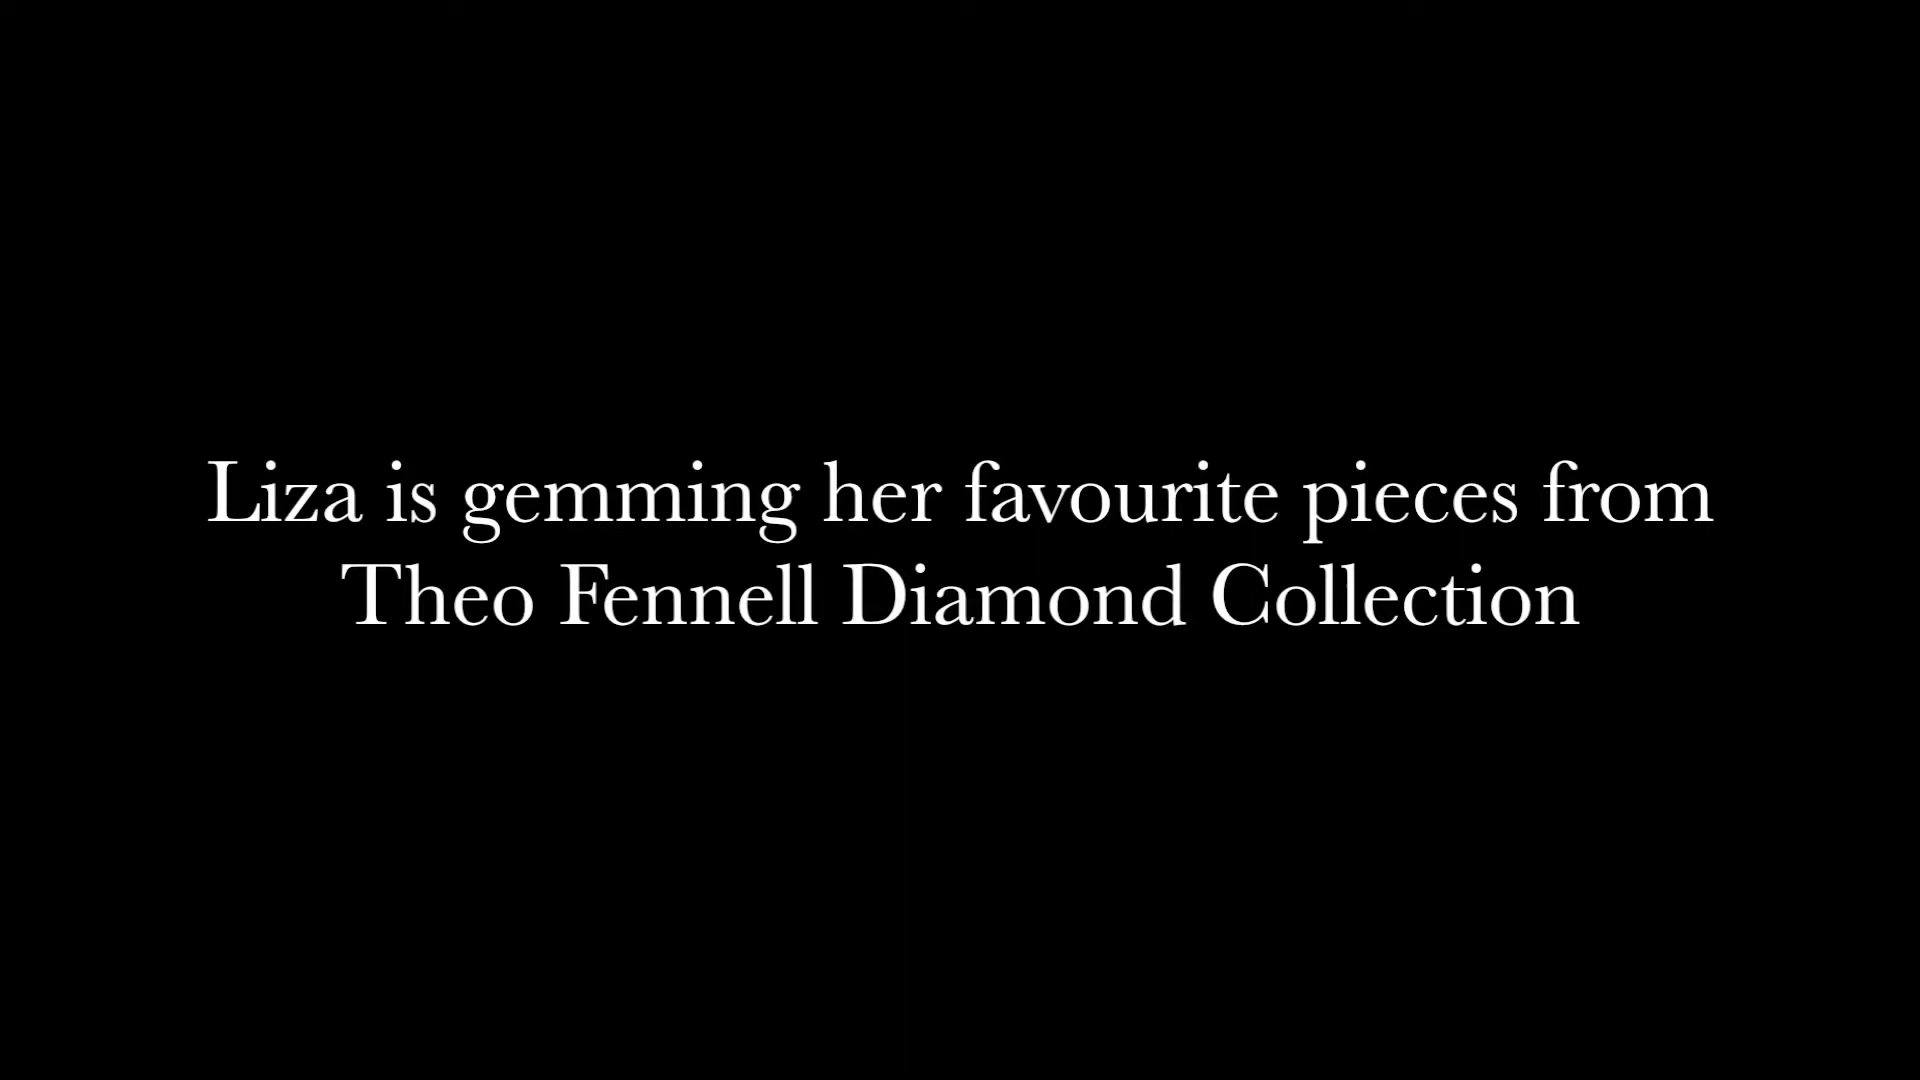 Liza is gemming her favourite pieces from
Theo Fennell Diamond Collection